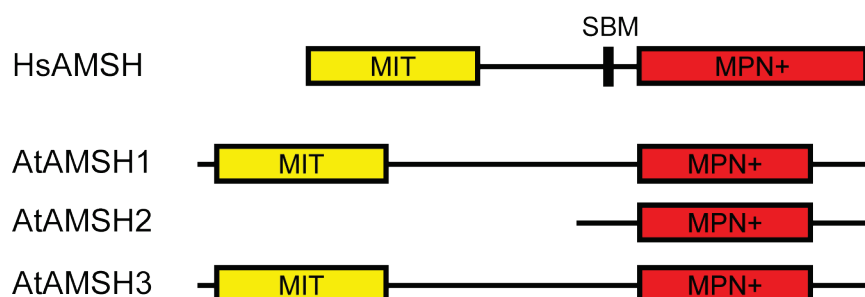 SBM
HsAMSH MIT MPN+
AtAMSH1 MIT MPN+
AtAMSH2 MPN+
AtAMSH3 MIT MPN+